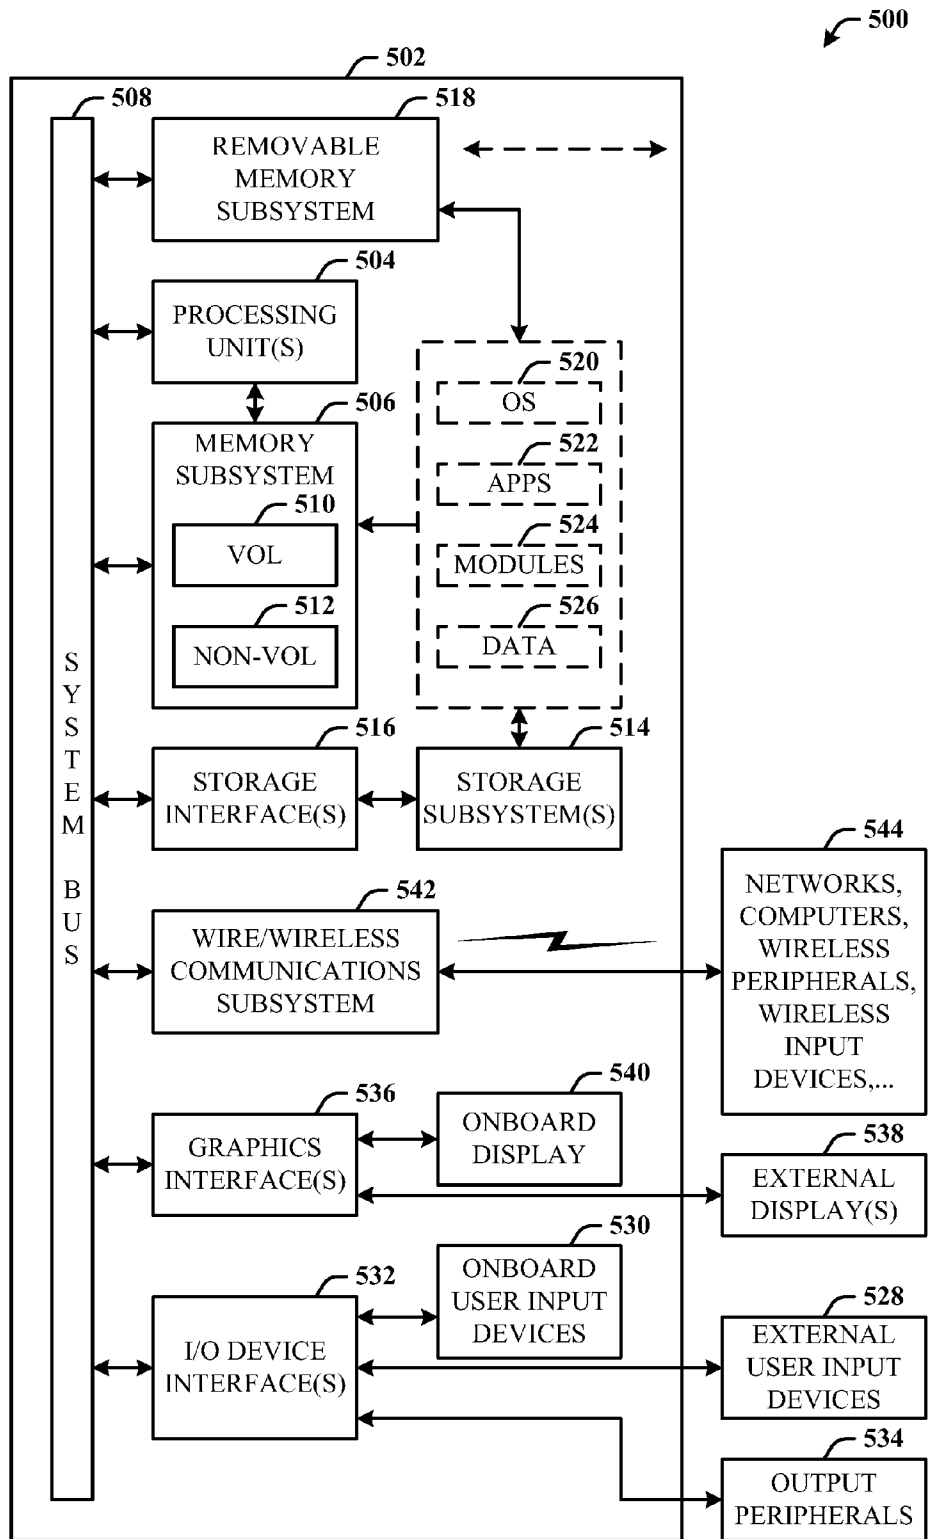 500
502
508
518
REMOVABLE
MEMORY
SUBSYSTEM
504
PROCESSING
UNIT(S)
520
OS
506
MEMORY
SUBSYSTEM
522
APPS
510
VOL
524
MODULES
512
NON-VOL
526
DATA
SYSTEM BUS
516
STORAGE
INTERFACE(S)
514
STORAGE
SUBSYSTEM(S)
544
NETWORKS,
COMPUTERS,
WIRELESS
PERIPHERALS,
WIRELESS
INPUT
DEVICES,...
542
WIRE/WIRELESS
COMMUNICATIONS
SUBSYSTEM
536
GRAPHICS
INTERFACE(S)
540
ONBOARD
DISPLAY
538
EXTERNAL
DISPLAY(S)
530
ONBOARD
USER INPUT
DEVICES
532
I/O DEVICE
INTERFACE(S)
528
EXTERNAL
USER INPUT
DEVICES
534
OUTPUT
PERIPHERALS